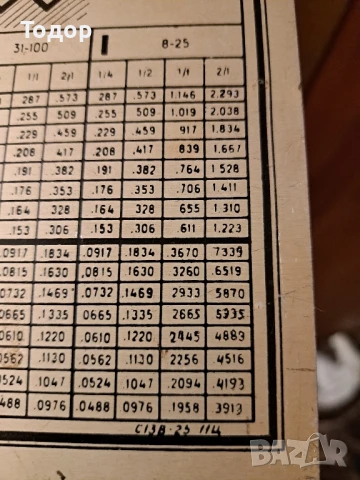 Тодор
31-100 8-25
1/1 2/1 1/4 1/2 1/1 2/1
287 .573 .287 .573 1.146 2.293
.255 509 .255 .509 1.019 2.038
.229 .459 .229 .459 917 1.834
.208 417 .208 .417 839 1.667
.191 .382 .191 .382 .764 1 528
.176 .353 .176 .353 .706 1.411
.164 328 .164 328 655 1.310
.153 .306 .153 .306 .611 1.223
.0917 .1834 .0917 .1834 .3670 7339
.0815 .1630 .0815 .1630 3260 .6519
0732 .1469 .0732 .1469 2933 5870
0665 .1335 .0665 .1335 2665
0610 .1220 .0610 .1220 2445 4889
0562 .1130 .0562 .1130 2256 .4516
0524 .1047 .0524 .1047 .2094 .4193
0488 .0976 .0488 .0976 .1958 .3913
C13B-25 114
BAZAR
bg